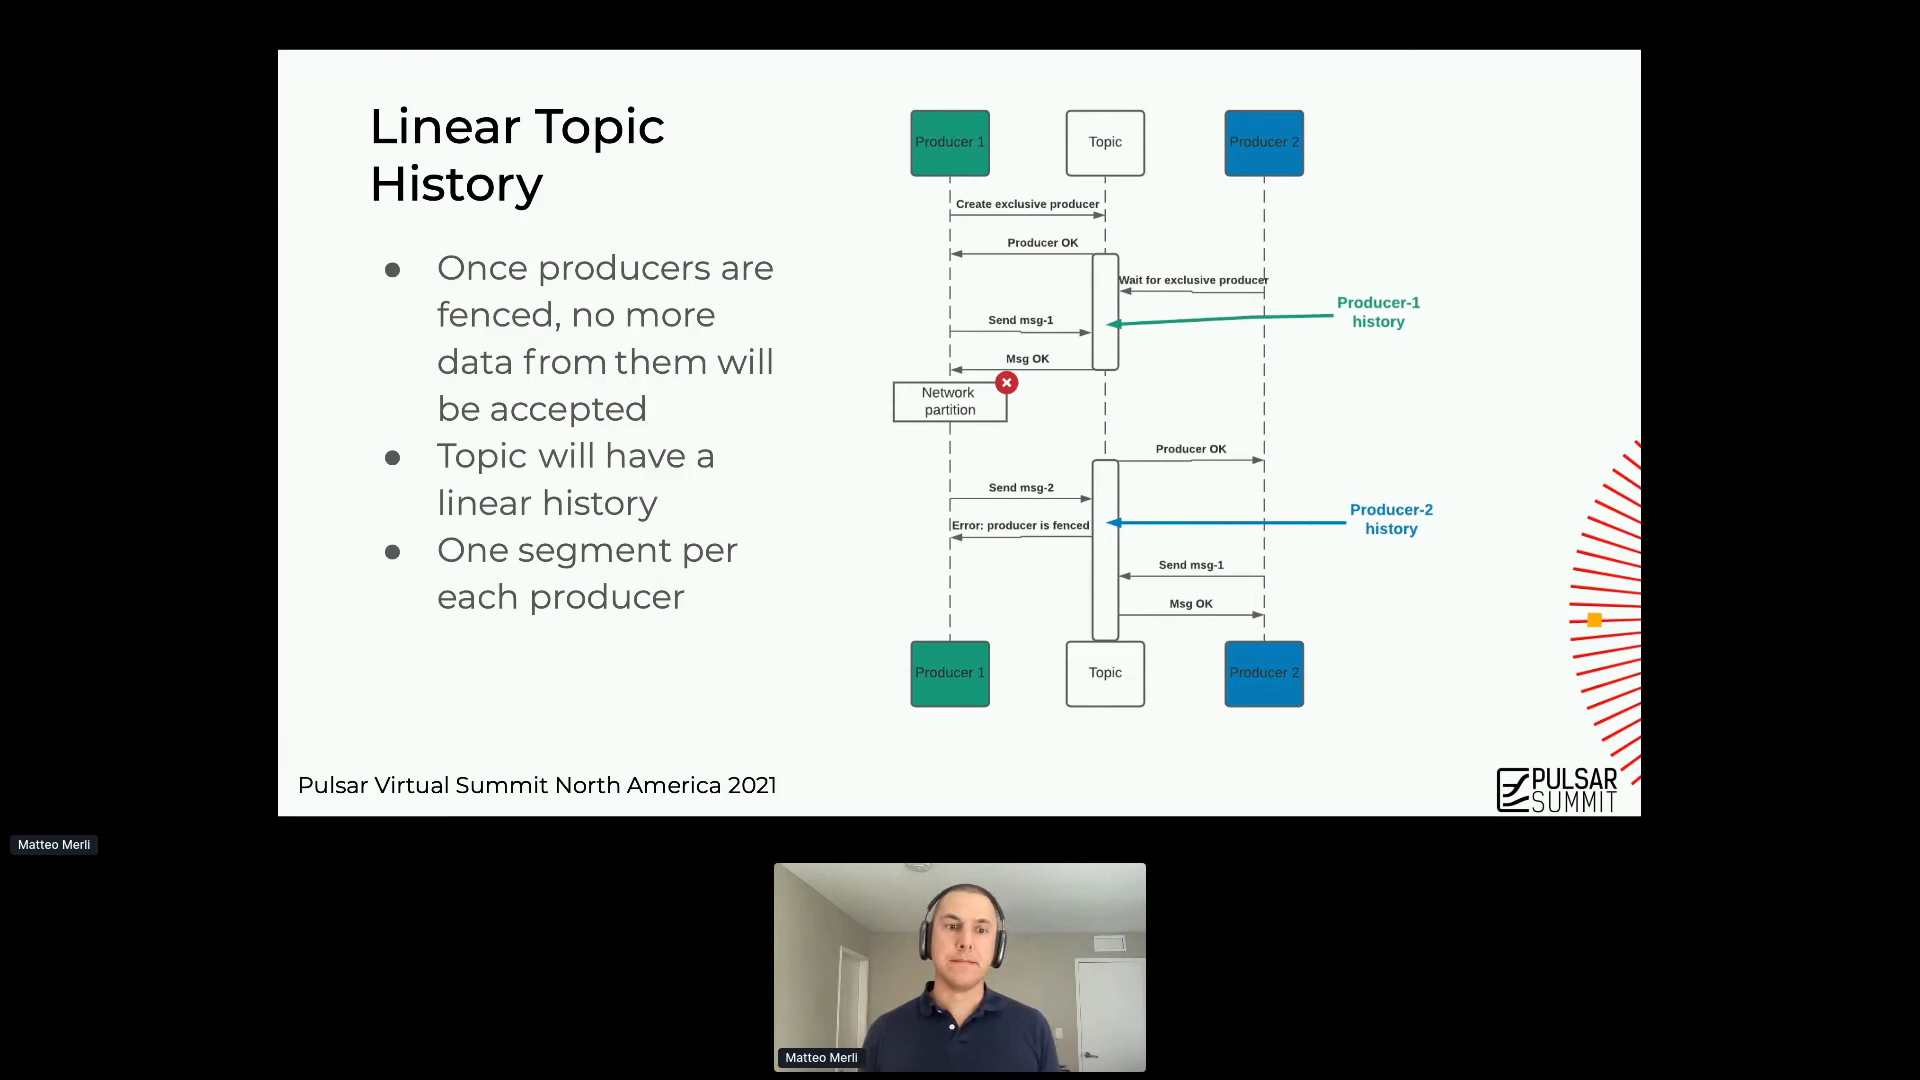 Linear Topic
History
Once producers are
fenced, no more
data from them will
be accepted
Topic will have a
linear history
One segment per
each producer
Producer 1
Topic
Producer 2
Create exclusive producer
Producer OK
Wait for exclusive producer
Producer-1
history
Send msg-1
Msg OK
Network
partition
Producer OK
Send msg-2
Producer-2
history
Error: producer is fenced
Send msg-1
Msg OK
Producer 1
Topic
Producer 2
Pulsar Virtual Summit North America 2021
PULSAR
SUMMIT
Matteo Merli
Matteo Merli